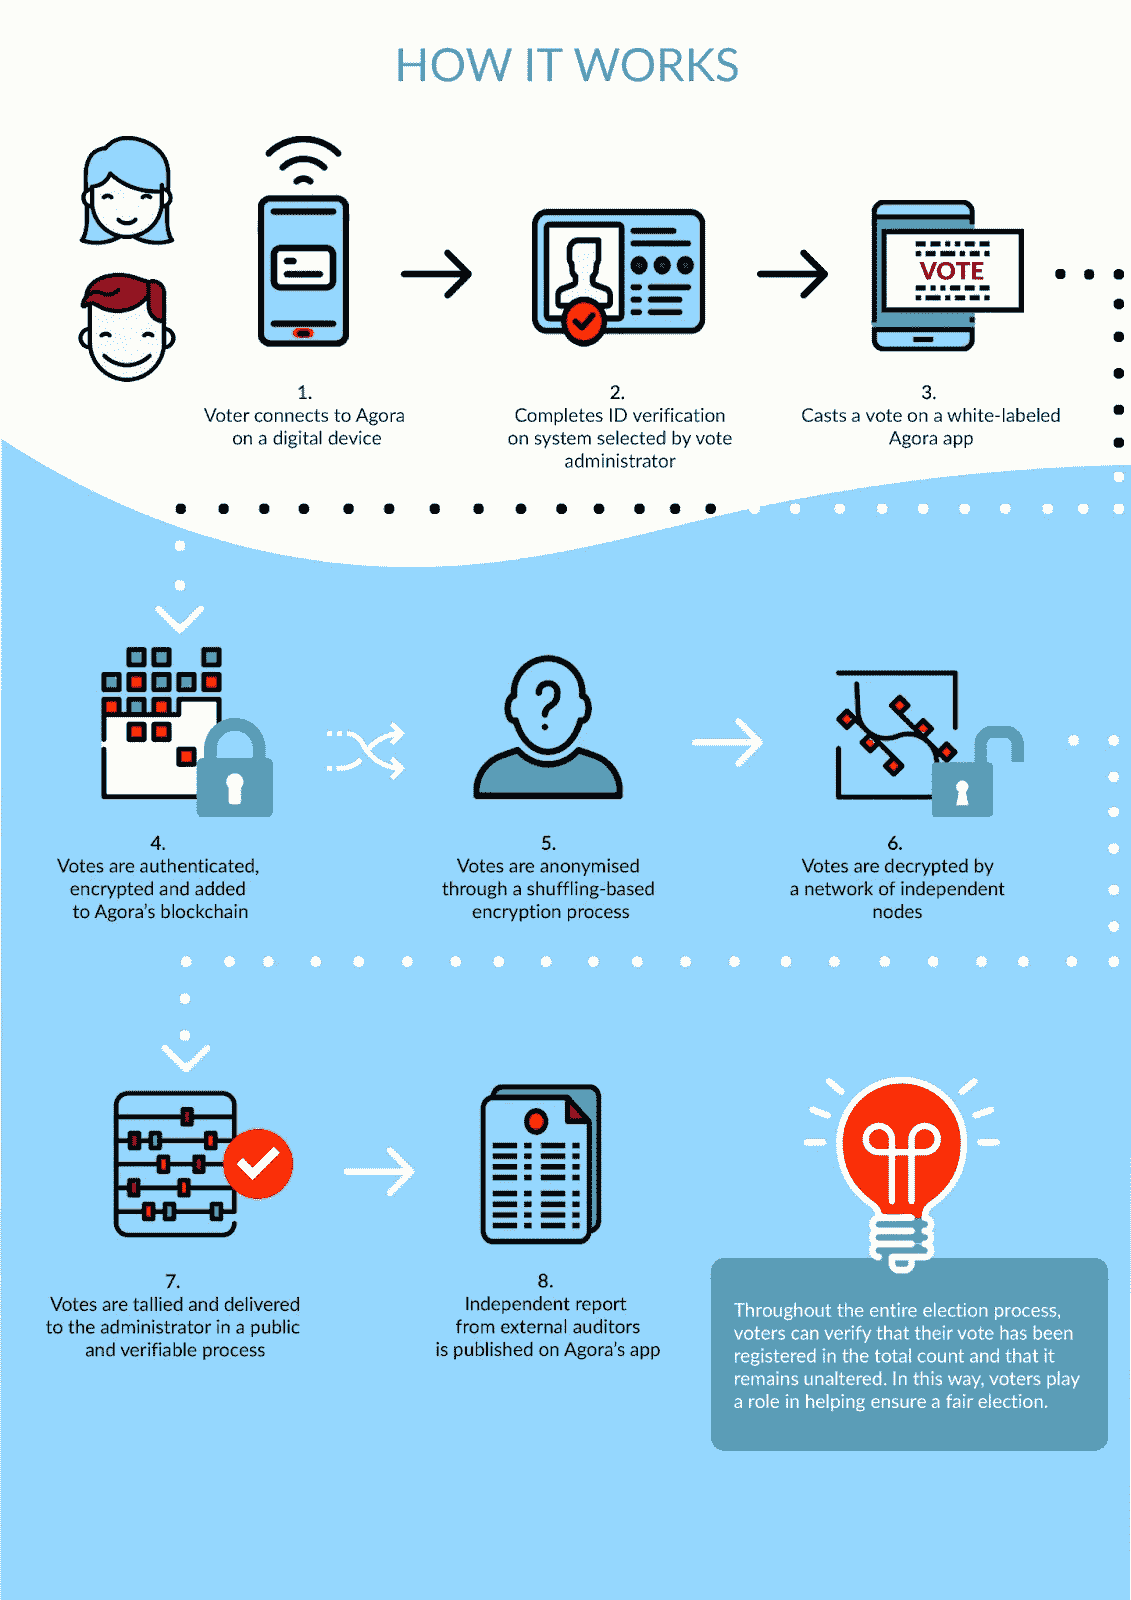 HOW IT WORKS
VOTE
1.
Voter connects to Agora
on a digital device
2.
Completes ID verification
on system selected by vote
administrator
3.
Casts a vote on a white-labeled
Agora app
?
4.
Votes are authenticated,
encrypted and added
to Agora's blockchain
5.
Votes are anonymised
through a shuffling-based
encryption process
6.
Votes are decrypted by
a network of independent
nodes
7.
Votes are tallied and delivered
to the administrator in a public
and verifiable process
8.
Independent report
from external auditors
is published on Agora's app
Throughout the entire election process,
voters can verify that their vote has been
registered in the total count and that it
remains unaltered. In this way, voters play
a role in helping ensure a fair election.